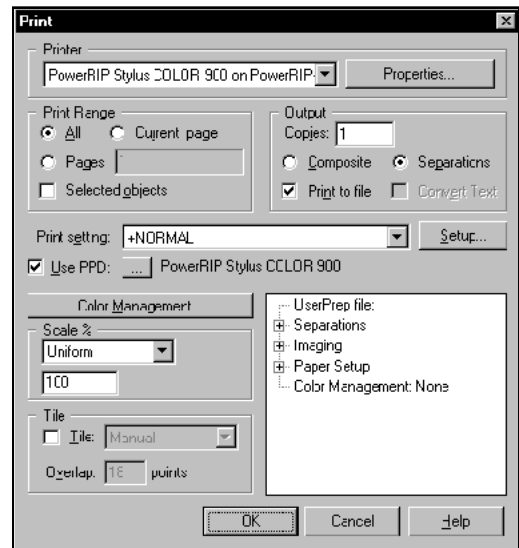 Print
Printer
PowerRIP Stylus COLOR 900 on PowerRIP- Properties...
Print Range
All Current page
Pages
Selected objects
Output
Copies: 1
Composite Separations
Print to file Convert Text
Print setting: +NORMAL Setup...
Use PPD: ... PowerRIP Stylus COLOR 900
Color Management
Scale %
Uniform
100
Tile
Tile: Manual
Overlap: 18 points
UserPrep file:
Separations
Imaging
Paper Setup
Color Management: None
OK Cancel Help